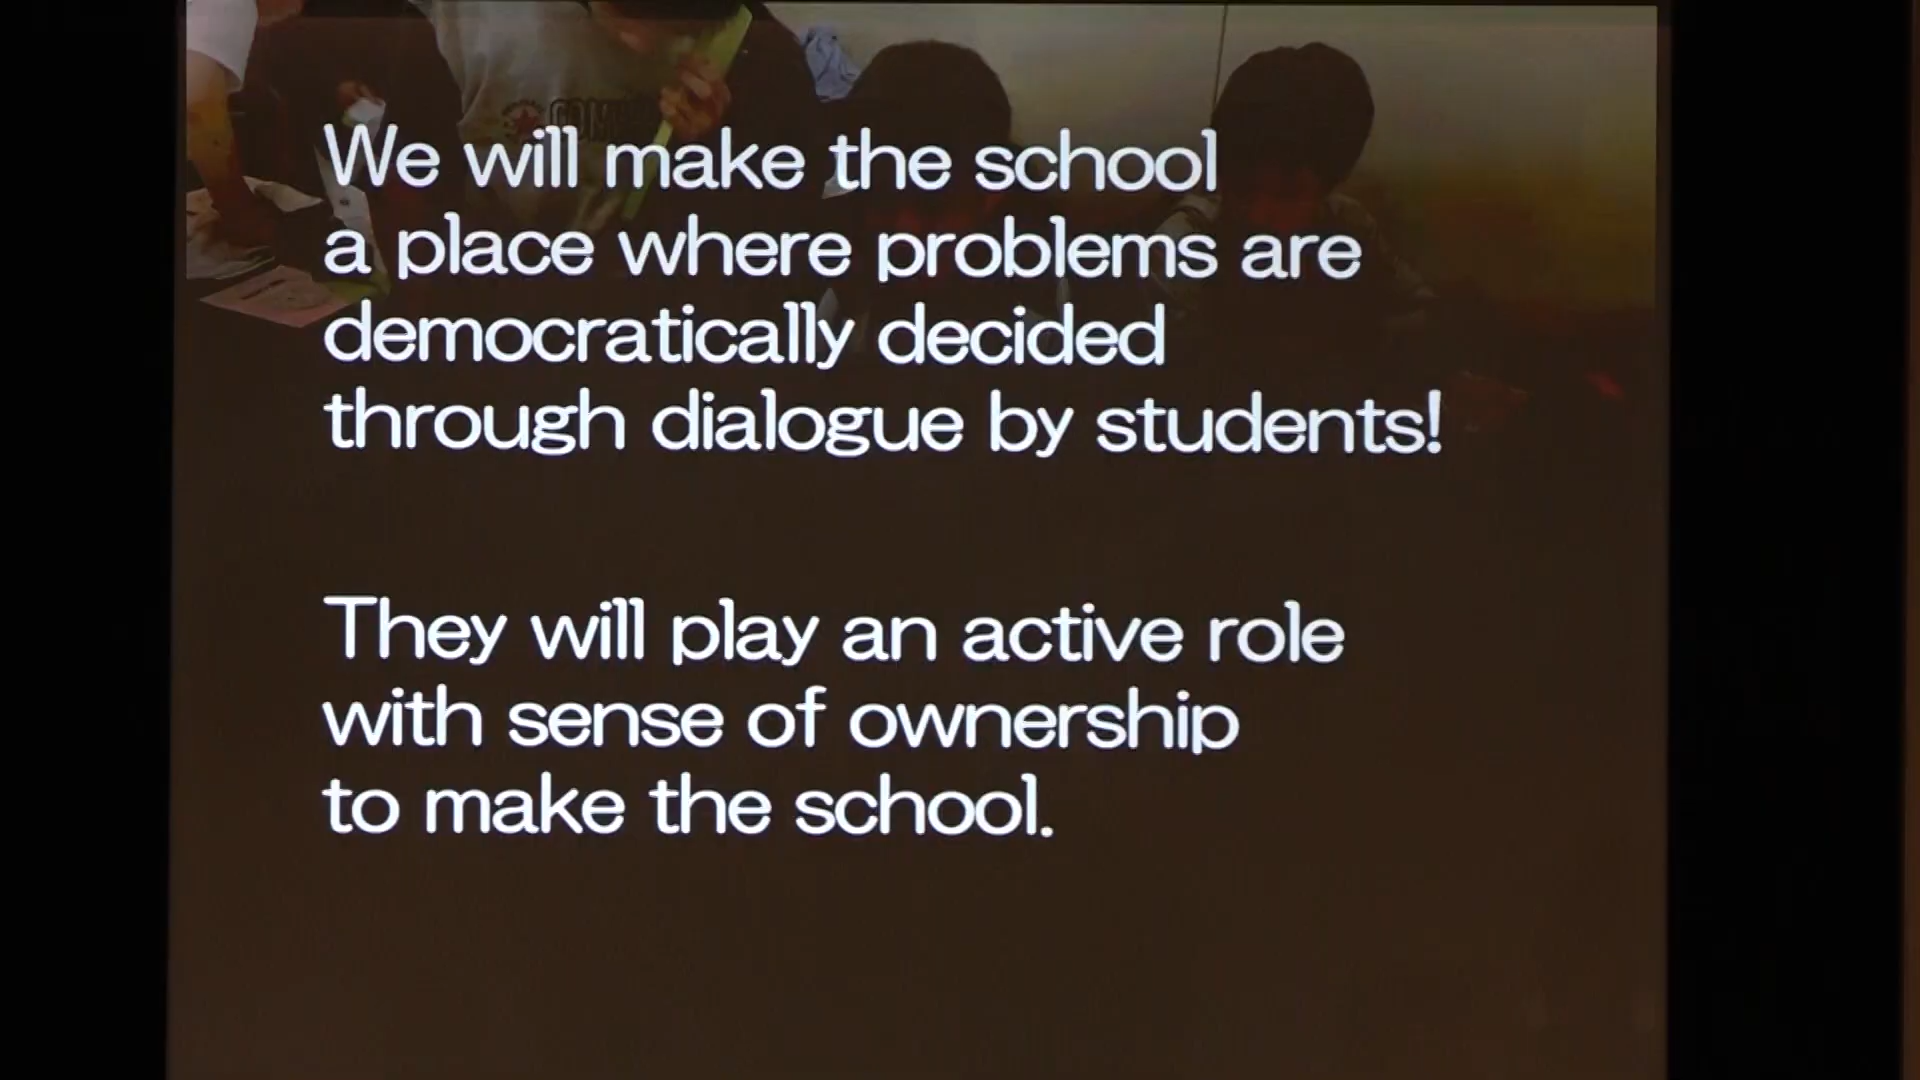 We will make the school
a place where problems are
democratically decided
through dialogue by students!
They will play an active role
with sense of ownership
to make the school.